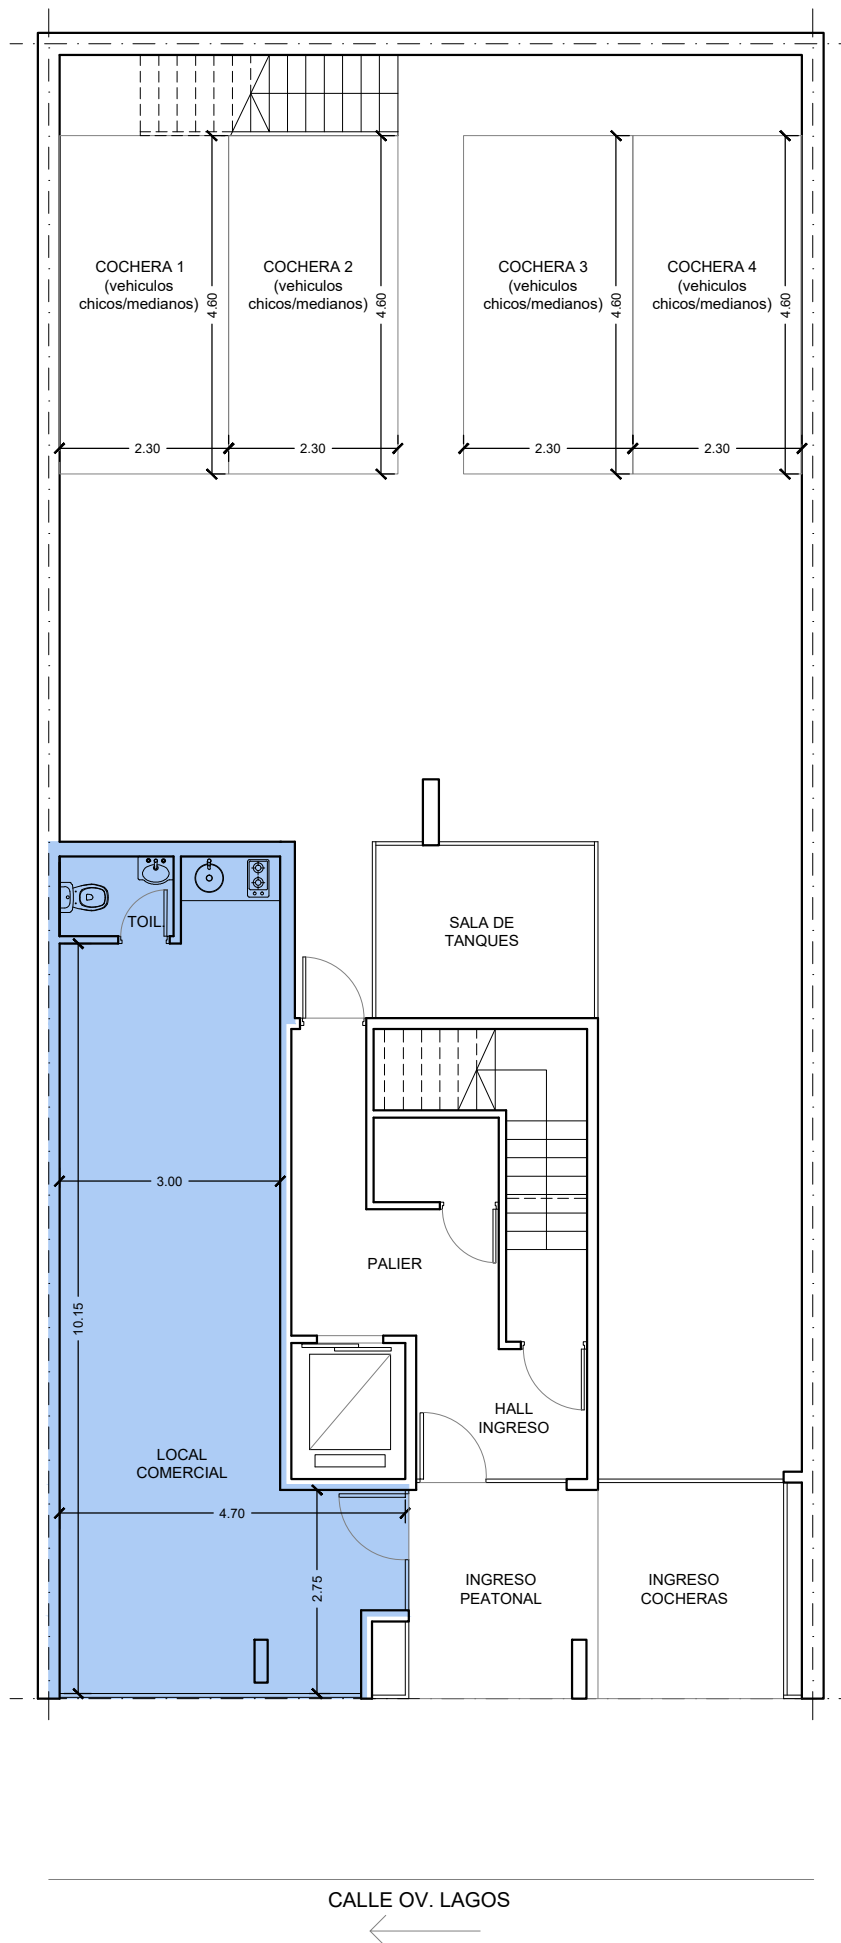 COCHERA 1
(vehiculos
chicos/medianos)
4.60
2.30
COCHERA 2
(vehiculos
chicos/medianos)
4.60
2.30
COCHERA 3
(vehiculos
chicos/medianos)
4.60
2.30
COCHERA 4
(vehiculos
chicos/medianos)
4.60
2.30
TOIL.
SALA DE
TANQUES
3.00
PALIER
10.15
HALL
INGRESO
LOCAL
COMERCIAL
4.70
2.75
INGRESO
PEATONAL
INGRESO
COCHERAS
CALLE OV. LAGOS